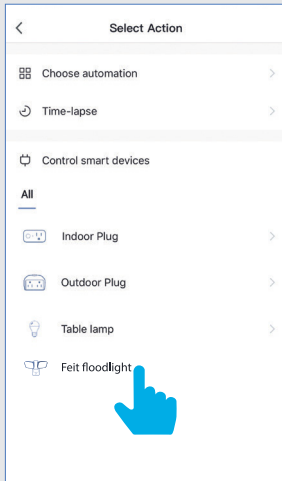 Select Action
Choose automation
Time-lapse
Control smart devices
All
Indoor Plug
Outdoor Plug
Table lamp
Feit floodlight